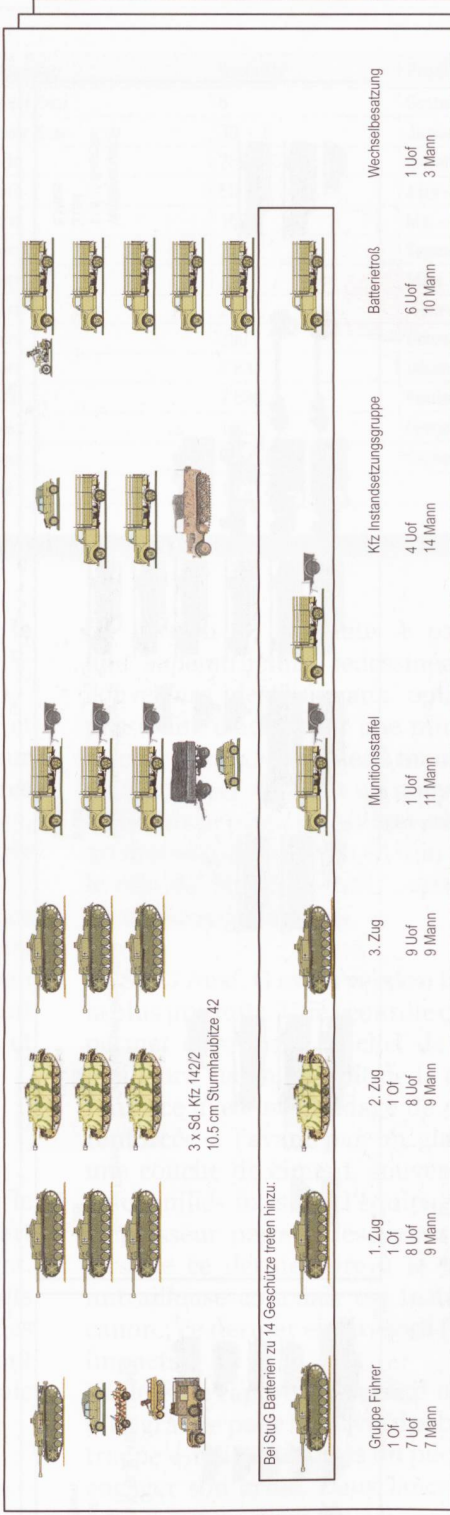 3 x Sd. Kfz 142/2
10.5 cm Sturmhaubitze 42
Bei StuG Batterien zu 14 Geschütze treten hinzu:
Gruppe Führer
1 Of
7 Uof
7 Mann
1. Zug
1 Of
8 Uof
9 Mann
2. Zug
1 Of
8 Uof
9 Mann
3. Zug
9 Uof
9 Mann
Munitionsstaffel
1 Uof
11 Mann
Kfz Instandsetzungsgruppe
4 Uof
14 Mann
Batterietroß
6 Uof
10 Mann
Wechselbesatzung
1 Uof
3 Mann